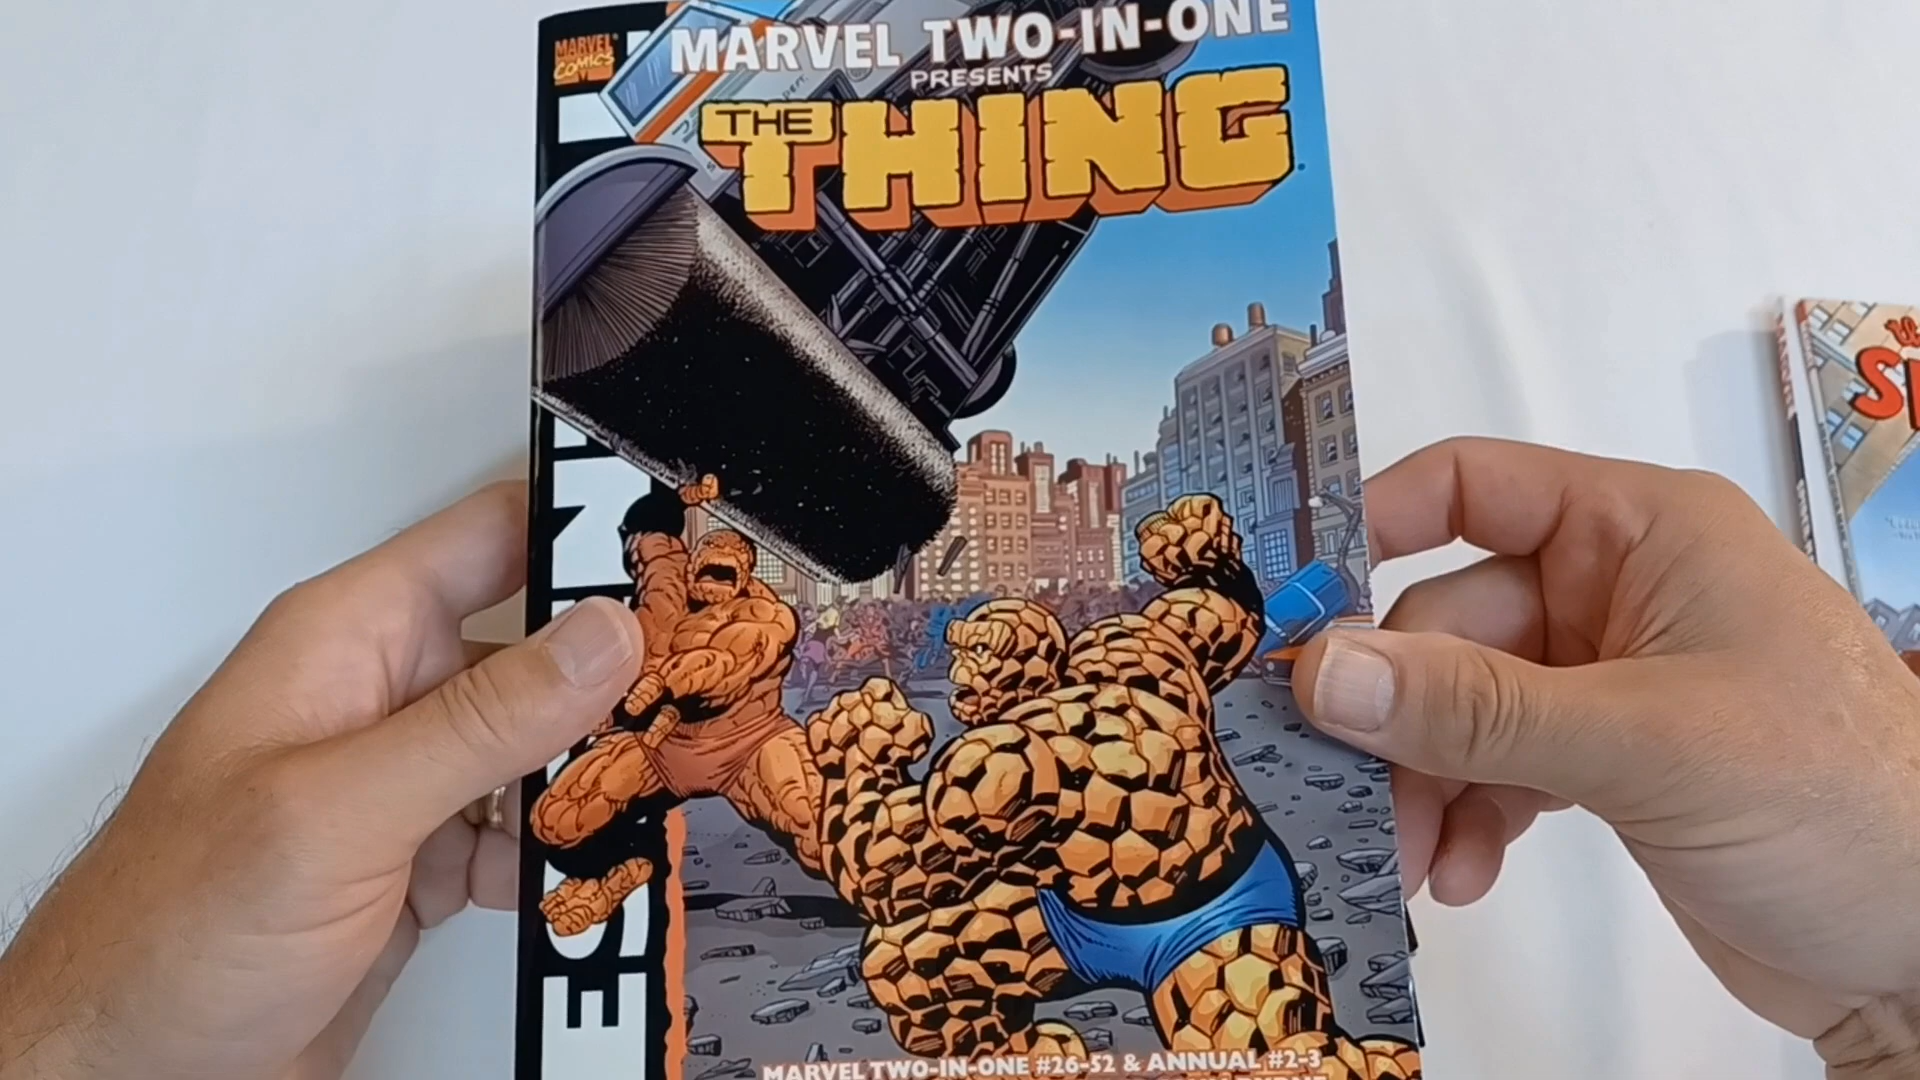 MARVEL
COMICS
MARVEL TWO-IN-ONE
PRESENTS
THE THING
MARVEL TWO-IN-ONE #26-52 & ANNUAL #2-3